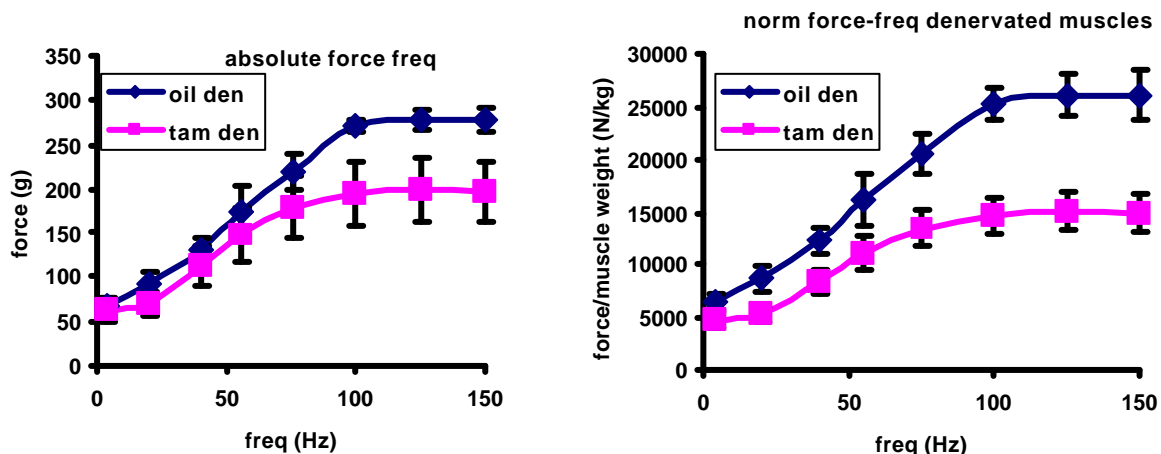 absolute force freq
350
300
250
200
150
100
50
0
force (g)
oil den
tam den
0 50 100 150
freq (Hz)
norm force-freq denervated muscles
30000
25000
20000
15000
10000
5000
0
force/muscle weight (N/kg)
oil den
tam den
0 50 100 150
freq (Hz)